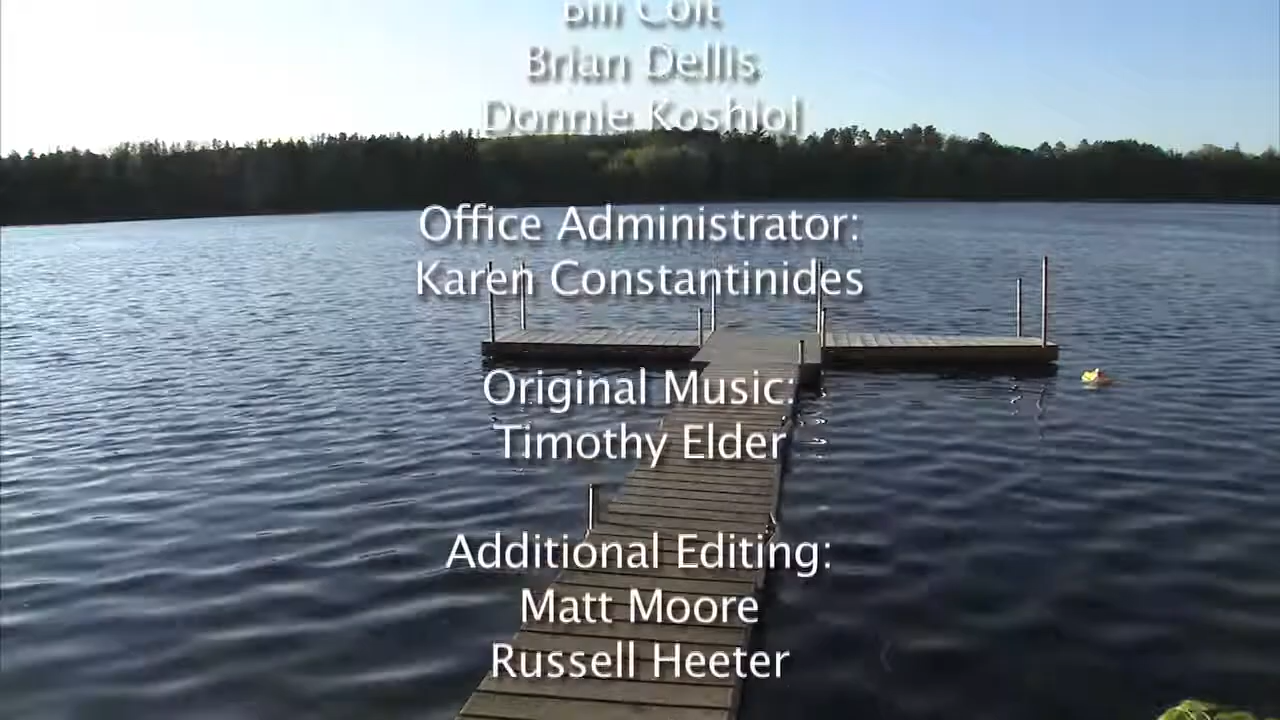 Brian Dellis
Donnie Koshiol
Office Administrator:
Karen Constantinides
Original Music:
Timothy Elder
Additional Editing:
Matt Moore
Russell Heeter